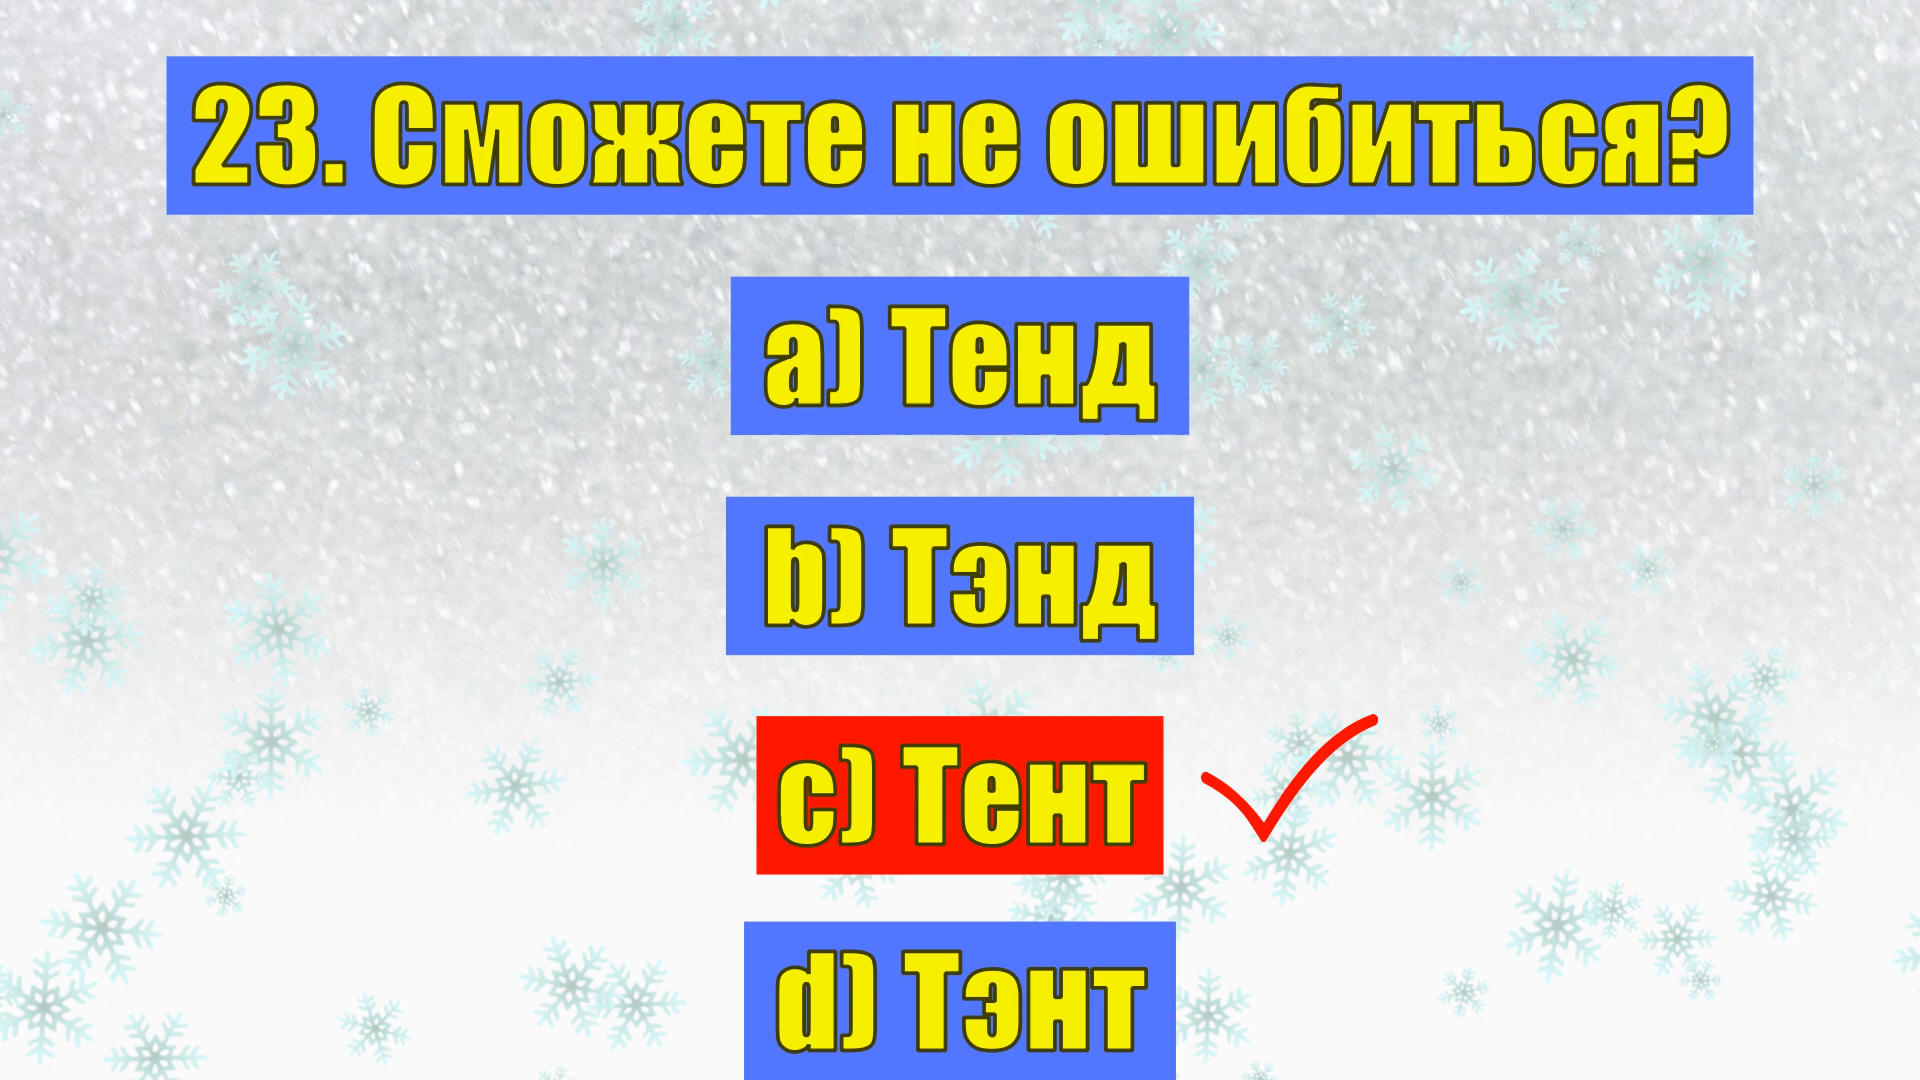 23. Сможете не ошибиться?
a) Тенд
b) Тэнд
c) Тент
d) Тэнт